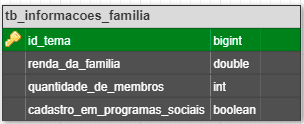 tb_informacoes_familia
id_tema bigint
renda_da_familia double
quantidade_de_membros int
cadastro_em_programas_sociais boolean